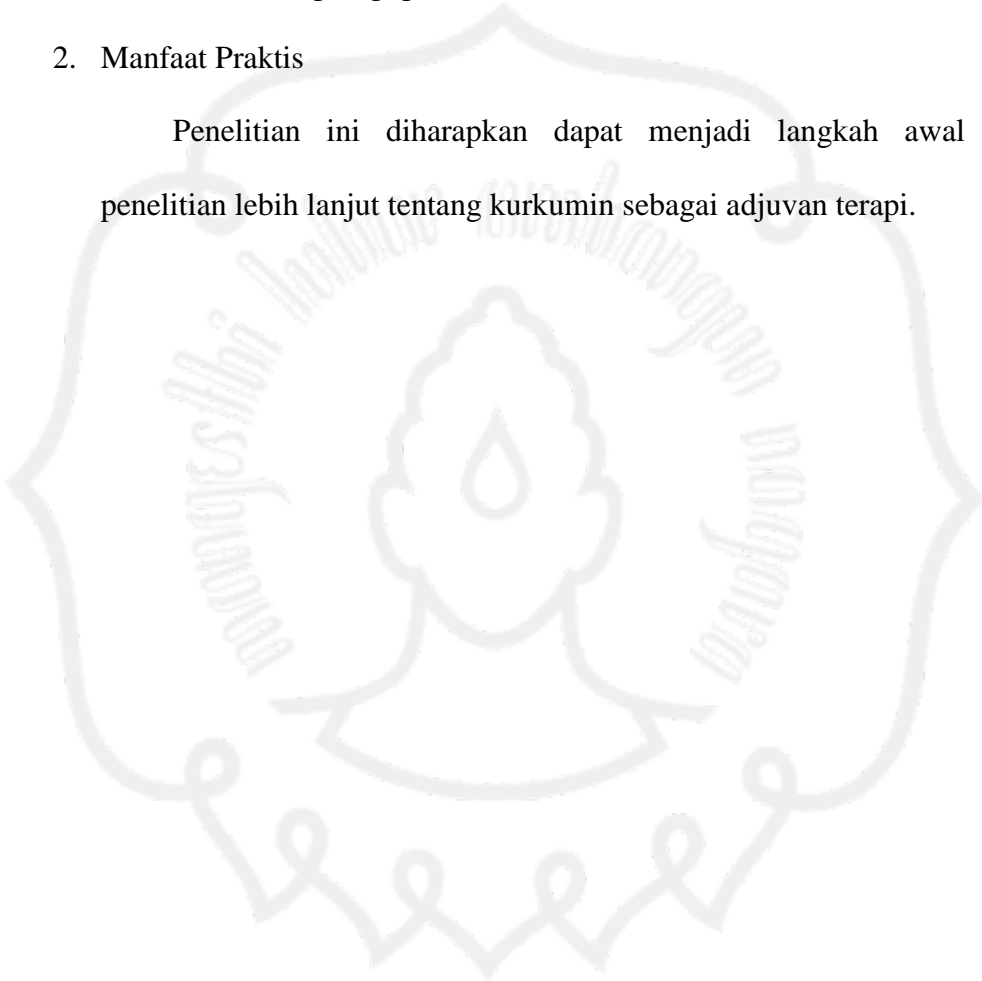 2. Manfaat Praktis
Penelitian ini diharapkan dapat menjadi langkah awal
penelitian lebih lanjut tentang kurkumin sebagai adjuvan terapi.